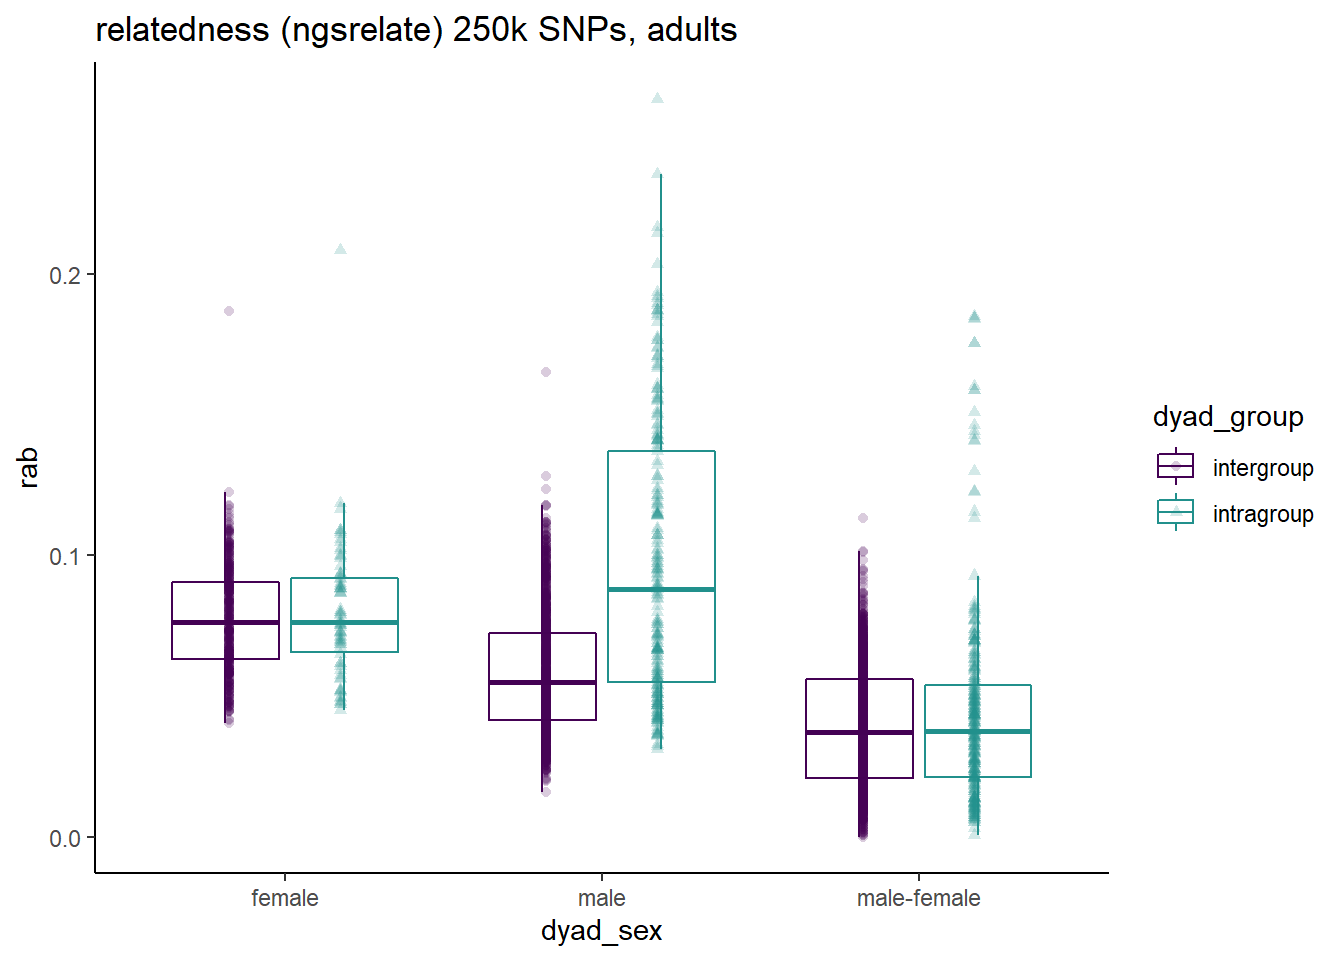 relatedness (ngsrelate) 250k SNPs, adults
rab
0.2
0.1
0.0
female
male
male-female
dyad_sex
dyad_group
intergroup
intragroup